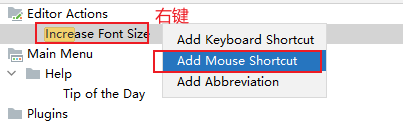 Editor Actions
右键
Increase Font Size
Add Keyboard Shortcut
Main Menu
Add Mouse Shortcut
Help
Add Abbreviation
Tip of the Day
Plugins